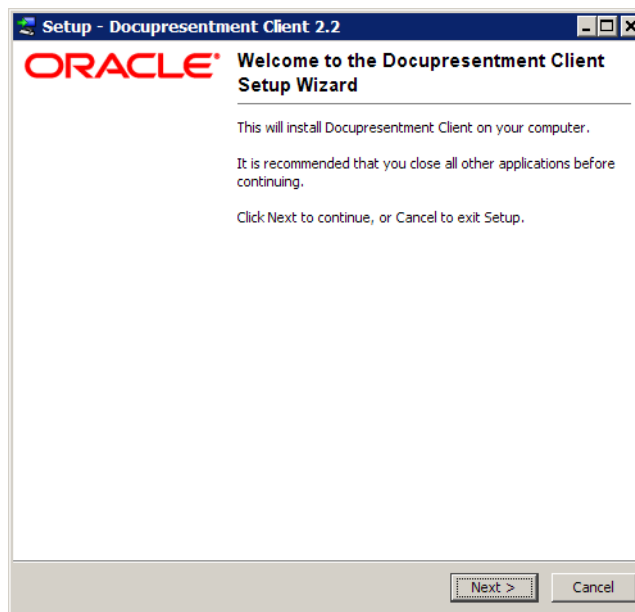 Setup - Docupresentment Client 2.2
ORACLE
Welcome to the Docupresentment Client
Setup Wizard
This will install Docupresentment Client on your computer.
It is recommended that you close all other applications before
continuing.
Click Next to continue, or Cancel to exit Setup.
Next >
Cancel